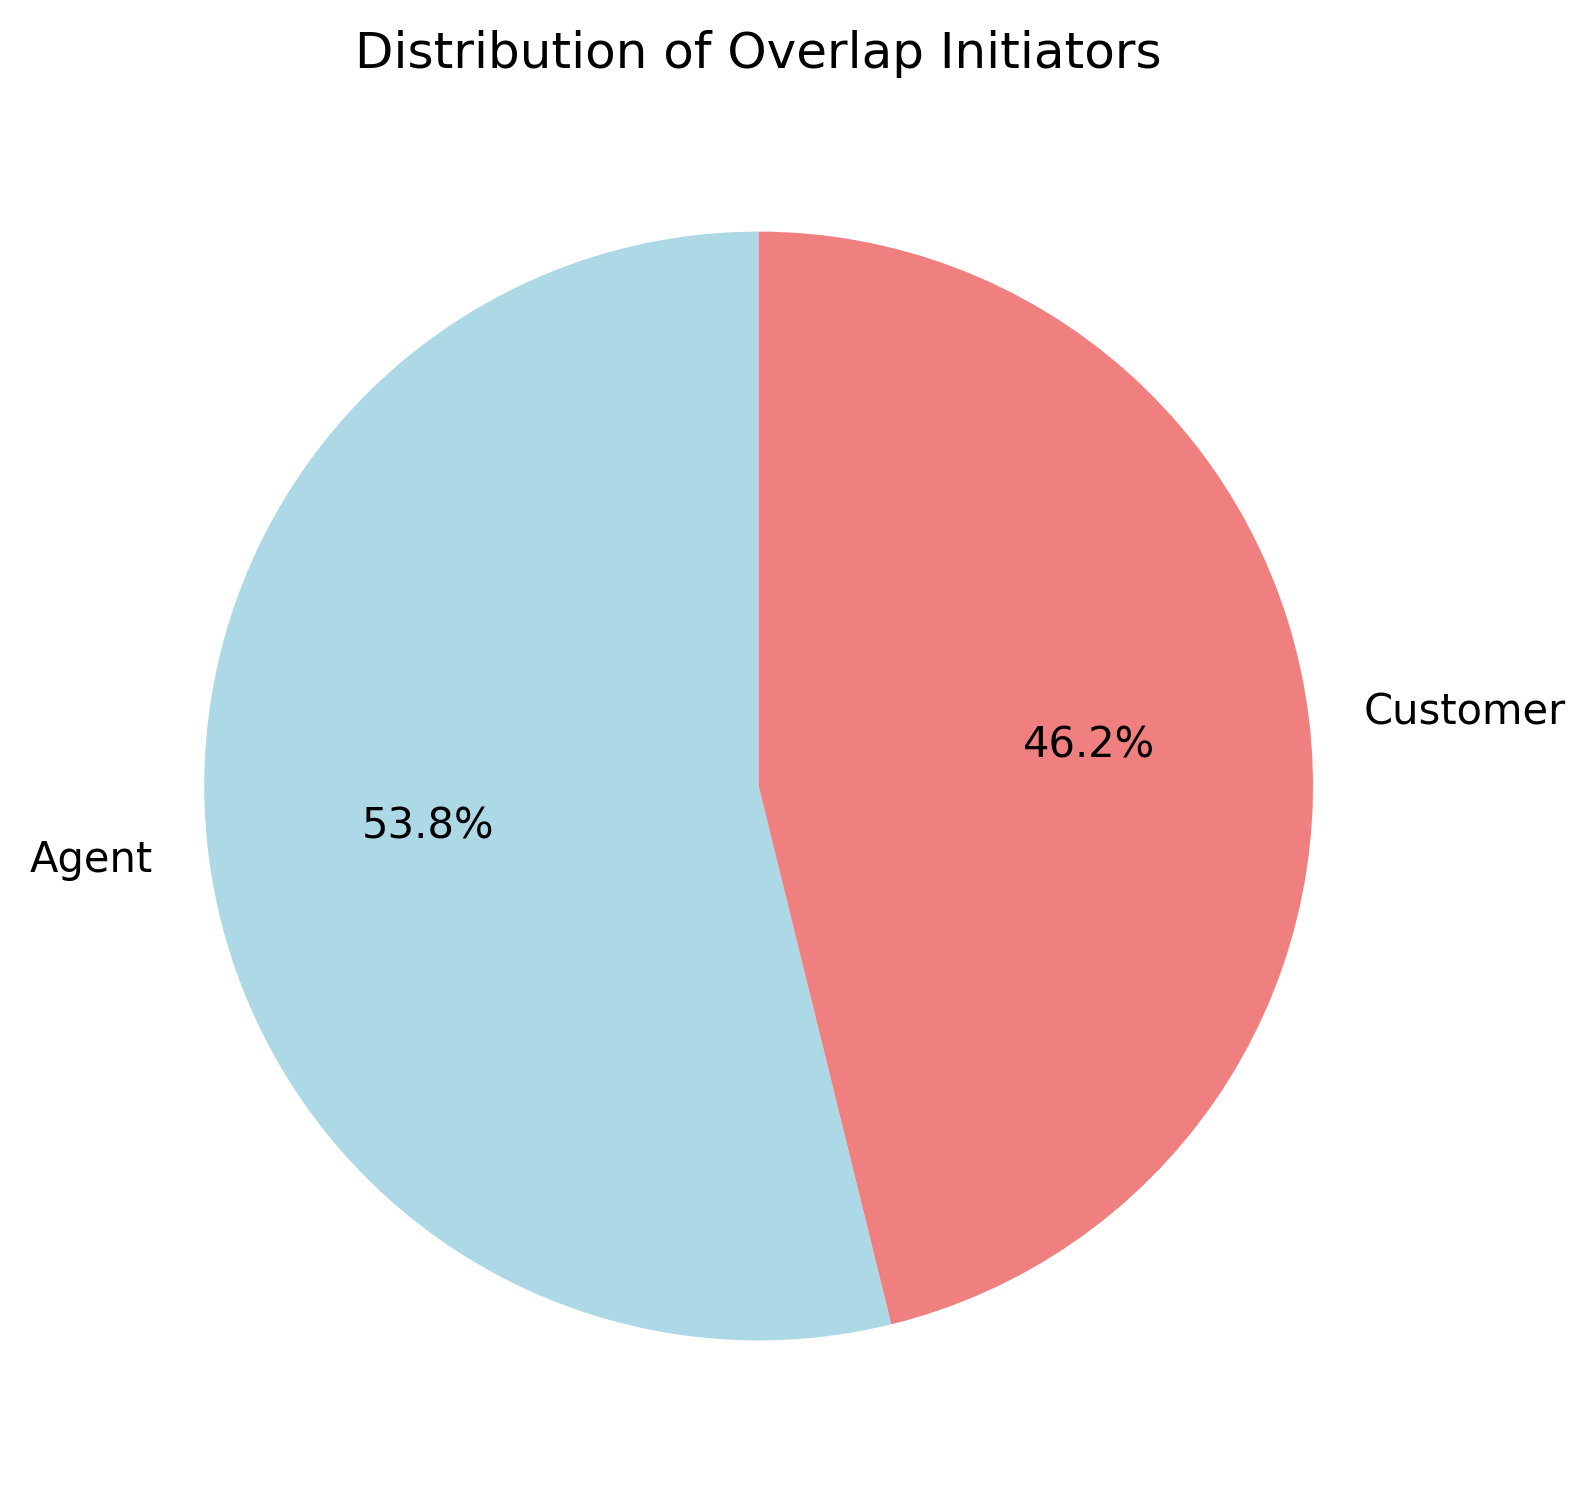 Distribution of Overlap Initiators
Customer
46.2%
53.8%
Agent